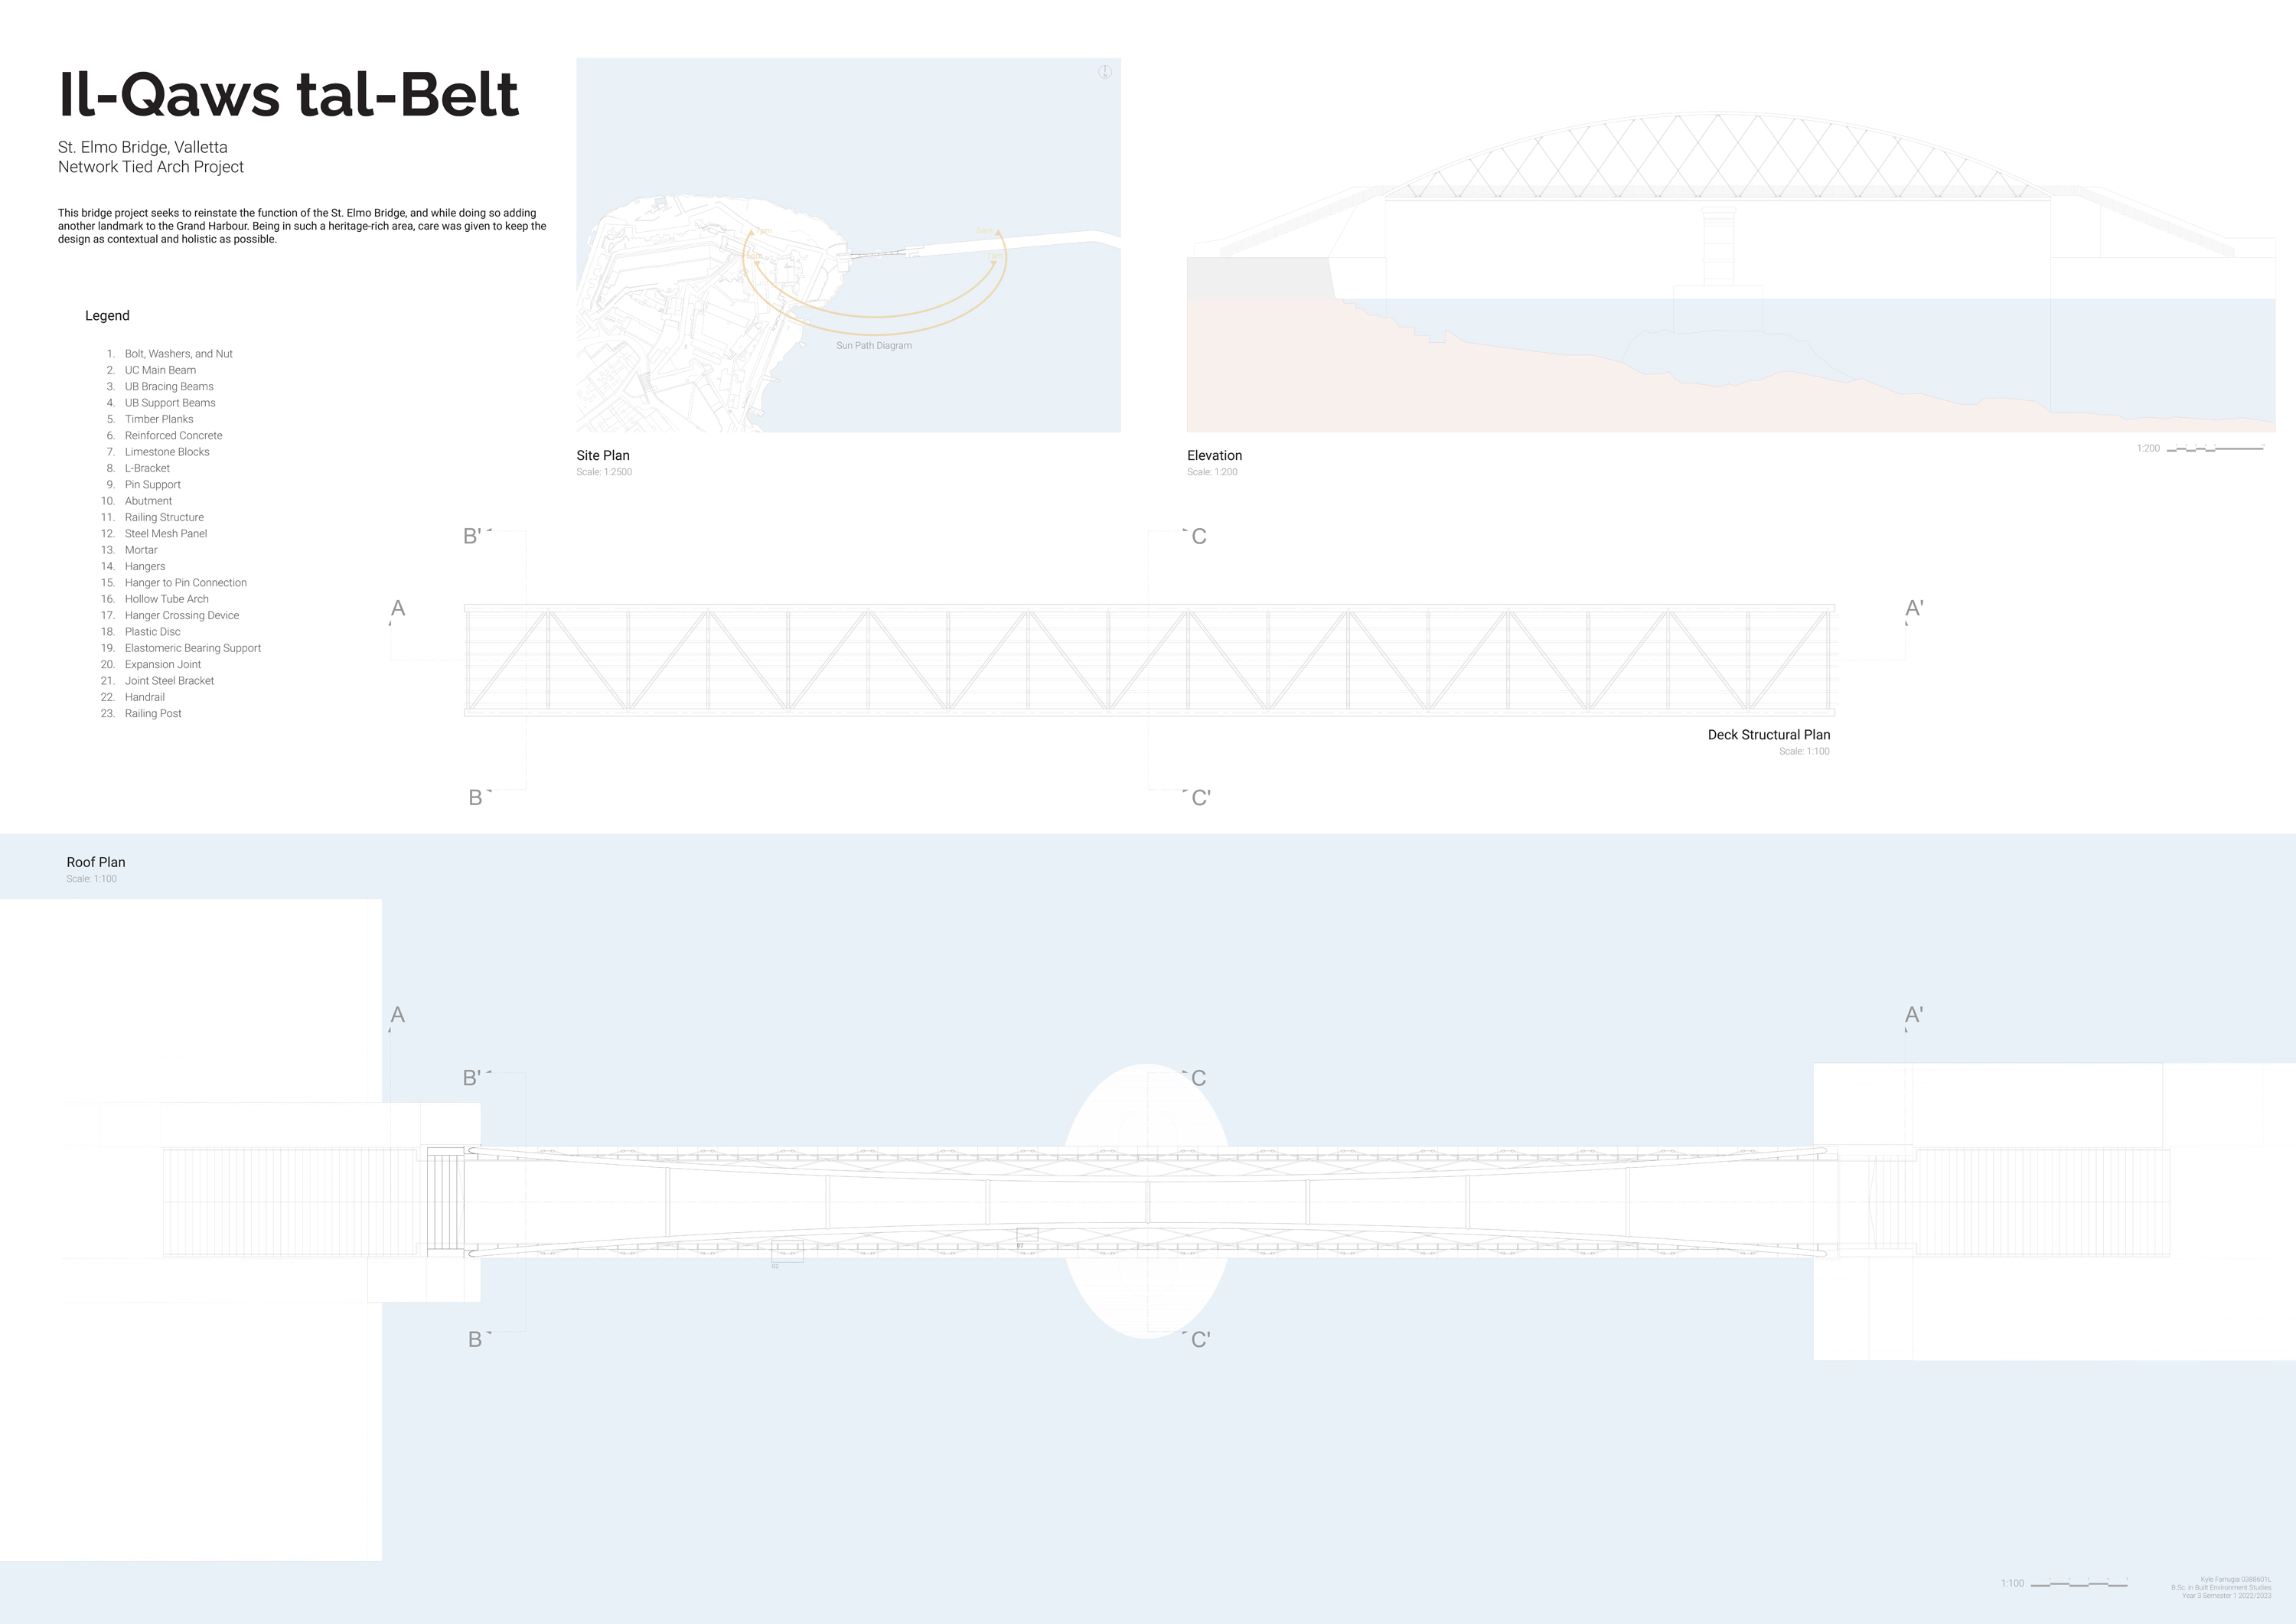 Il-Qaws tal-Belt
St. Elmo Bridge, Valletta
Network Tied Arch Project
This bridge project seeks to reinstate the function of the St. Elmo Bridge, and while doing so adding
another landmark to the Grand Harbour. Being in such a heritage-rich area, care was given to keep the
design as contextual and holistic as possible.
Legend
1. Bolt, Washers, and Nut
2. UC Main Beam
3. UB Bracing Beams
4. UB Support Beams
5. Timber Planks
6. Reinforced Concrete
7. Limestone Blocks
8. L-Bracket
9. Pin Support
10. Abutment
11. Railing Structure
12. Steel Mesh Panel
13. Mortar
14. Hangers
15. Hanger to Pin Connection
16. Hollow Tube Arch
17. Hanger Crossing Device
18. Plastic Disc
19. Elastomeric Bearing Support
20. Expansion Joint
21. Joint Steel Bracket
22. Handrail
23. Railing Post
Sun Path Diagram
Site Plan
Scale: 1:2500
Elevation
Scale: 1:200
1:200
B'
C
A
A'
Deck Structural Plan
Scale: 1:100
B
C'
Roof Plan
Scale: 1:100
A
A'
B'
C
B
C'
1:100
Kyle Farrugia 0388601L
B.Sc. in Built Environment Studies
Year 3 Semester 1 2022/2023